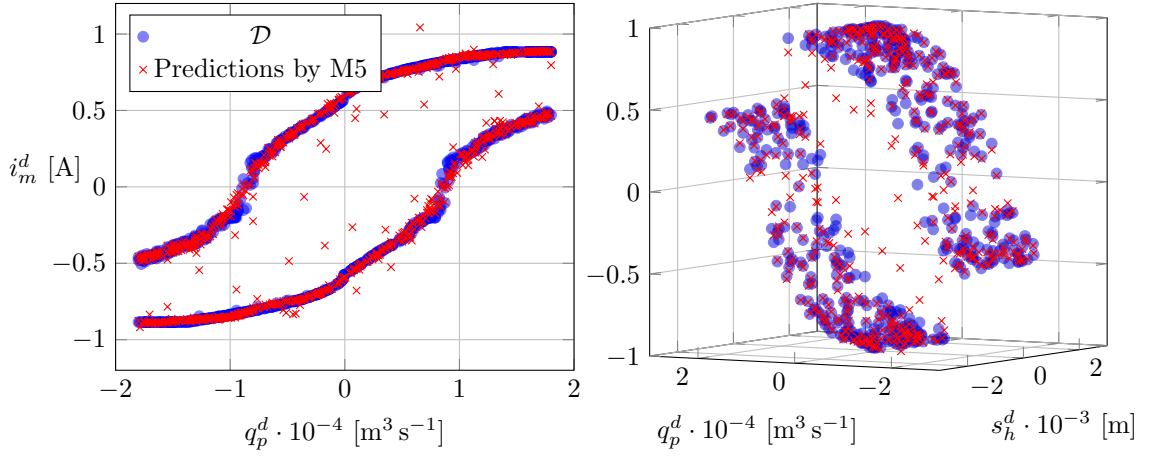 𝒟
Predictions by M5
1
0.5
0
−0.5
−1
i_m^d [A]
−2 −1 0 1 2
q_p^d · 10^−4 [m^3 s^−1]
1
0.5
0
−0.5
−1
2 0 −2
−2 0 2
q_p^d · 10^−4 [m^3 s^−1]
s_h^d · 10^−3 [m]